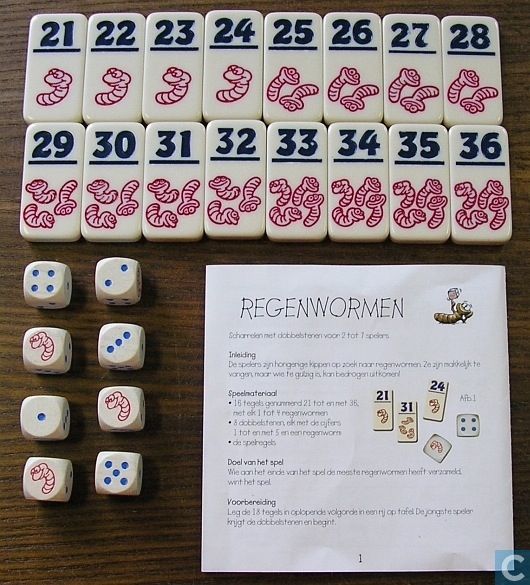 21 22 23 24 25 26 27 28
29 30 31 32 33 34 35 36
REGENWORMEN
Scharrelen met dobbelstenen voor 2 tot 7 spelers
Inleiding
De spelers zijn hongerige kippen op zoek naar regenwormen. Ze zijn makkelijk te
vangen, maar wie te gulzig is, kan bedrogen uitkomen!
Speelmateriaal
• 16 tegels genummerd 21 tot en met 36,
met elk 1 tot 4 regenwormen
• 8 dobbelstenen, elk met de cijfers
1 tot en met 5 en een regenworm
• de spelregels
21
31
24
Afb.1
Doel van het spel
Wie aan het einde van het spel de meeste regenwormen heeft verzameld,
wint het spel.
Voorbereiding
Leg de 16 tegels in oplopende volgorde in een rij op tafel. De jongste speler
krijgt de dobbelstenen en begint.
1
C